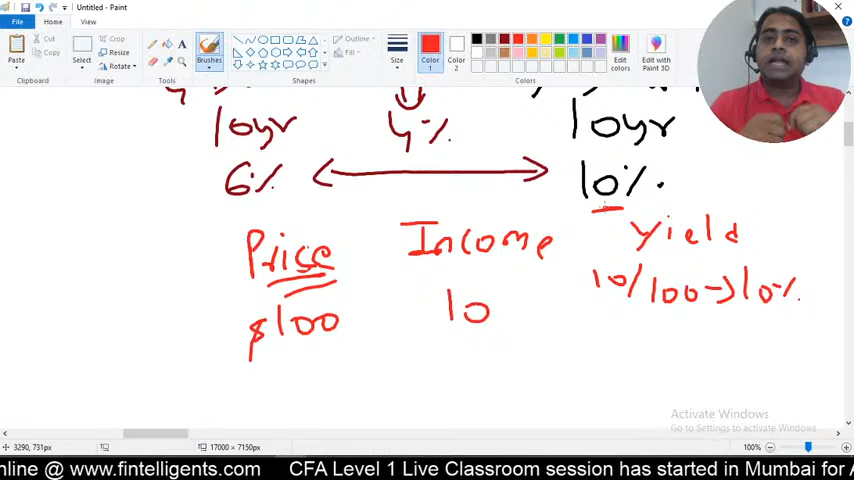 Untitled - Paint
File Home View
Paste Cut Copy Select Crop Resize Rotate Brushes Outline Fill Size Color 1 Color 2 Edit colors Edit with Paint 3D
Clipboard Image Tools Shapes Colors
10yr 4% 10yr
6% 10%.
Price Income Yield
$100 10 10/100→10%
Activate Windows
Go to Settings to activate Windows.
3290, 731px 17000 × 7150px 100%
nline @ www.fintelligents.com CFA Level 1 Live Classroom session has started in Mumbai for A